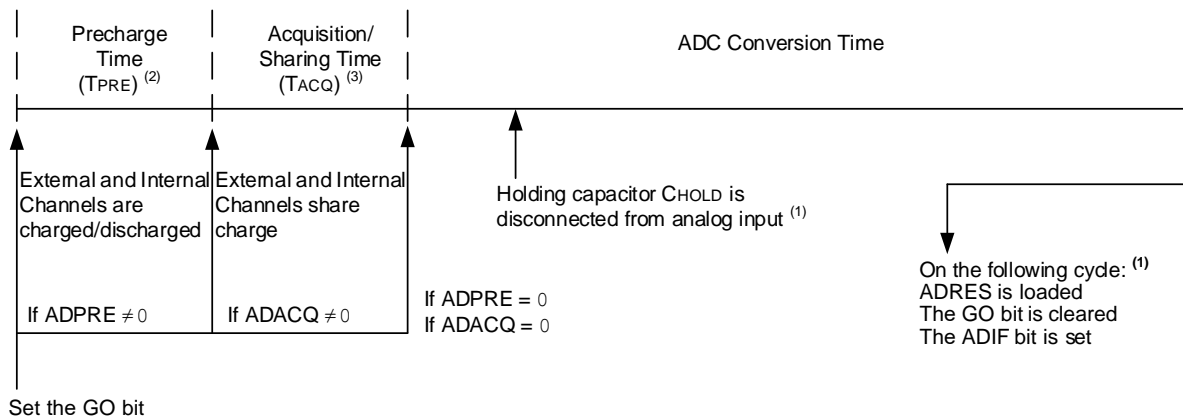 Precharge
Time
(TPRE) (2)
Acquisition/
Sharing Time
(TACQ) (3)
ADC Conversion Time
External and Internal
Channels are
charged/discharged
External and Internal
Channels share
charge
Holding capacitor CHOLD is
disconnected from analog input (1)
If ADPRE ≠ 0
If ADACQ ≠ 0
If ADPRE = 0
If ADACQ = 0
On the following cycle: (1)
ADRES is loaded
The GO bit is cleared
The ADIF bit is set
Set the GO bit